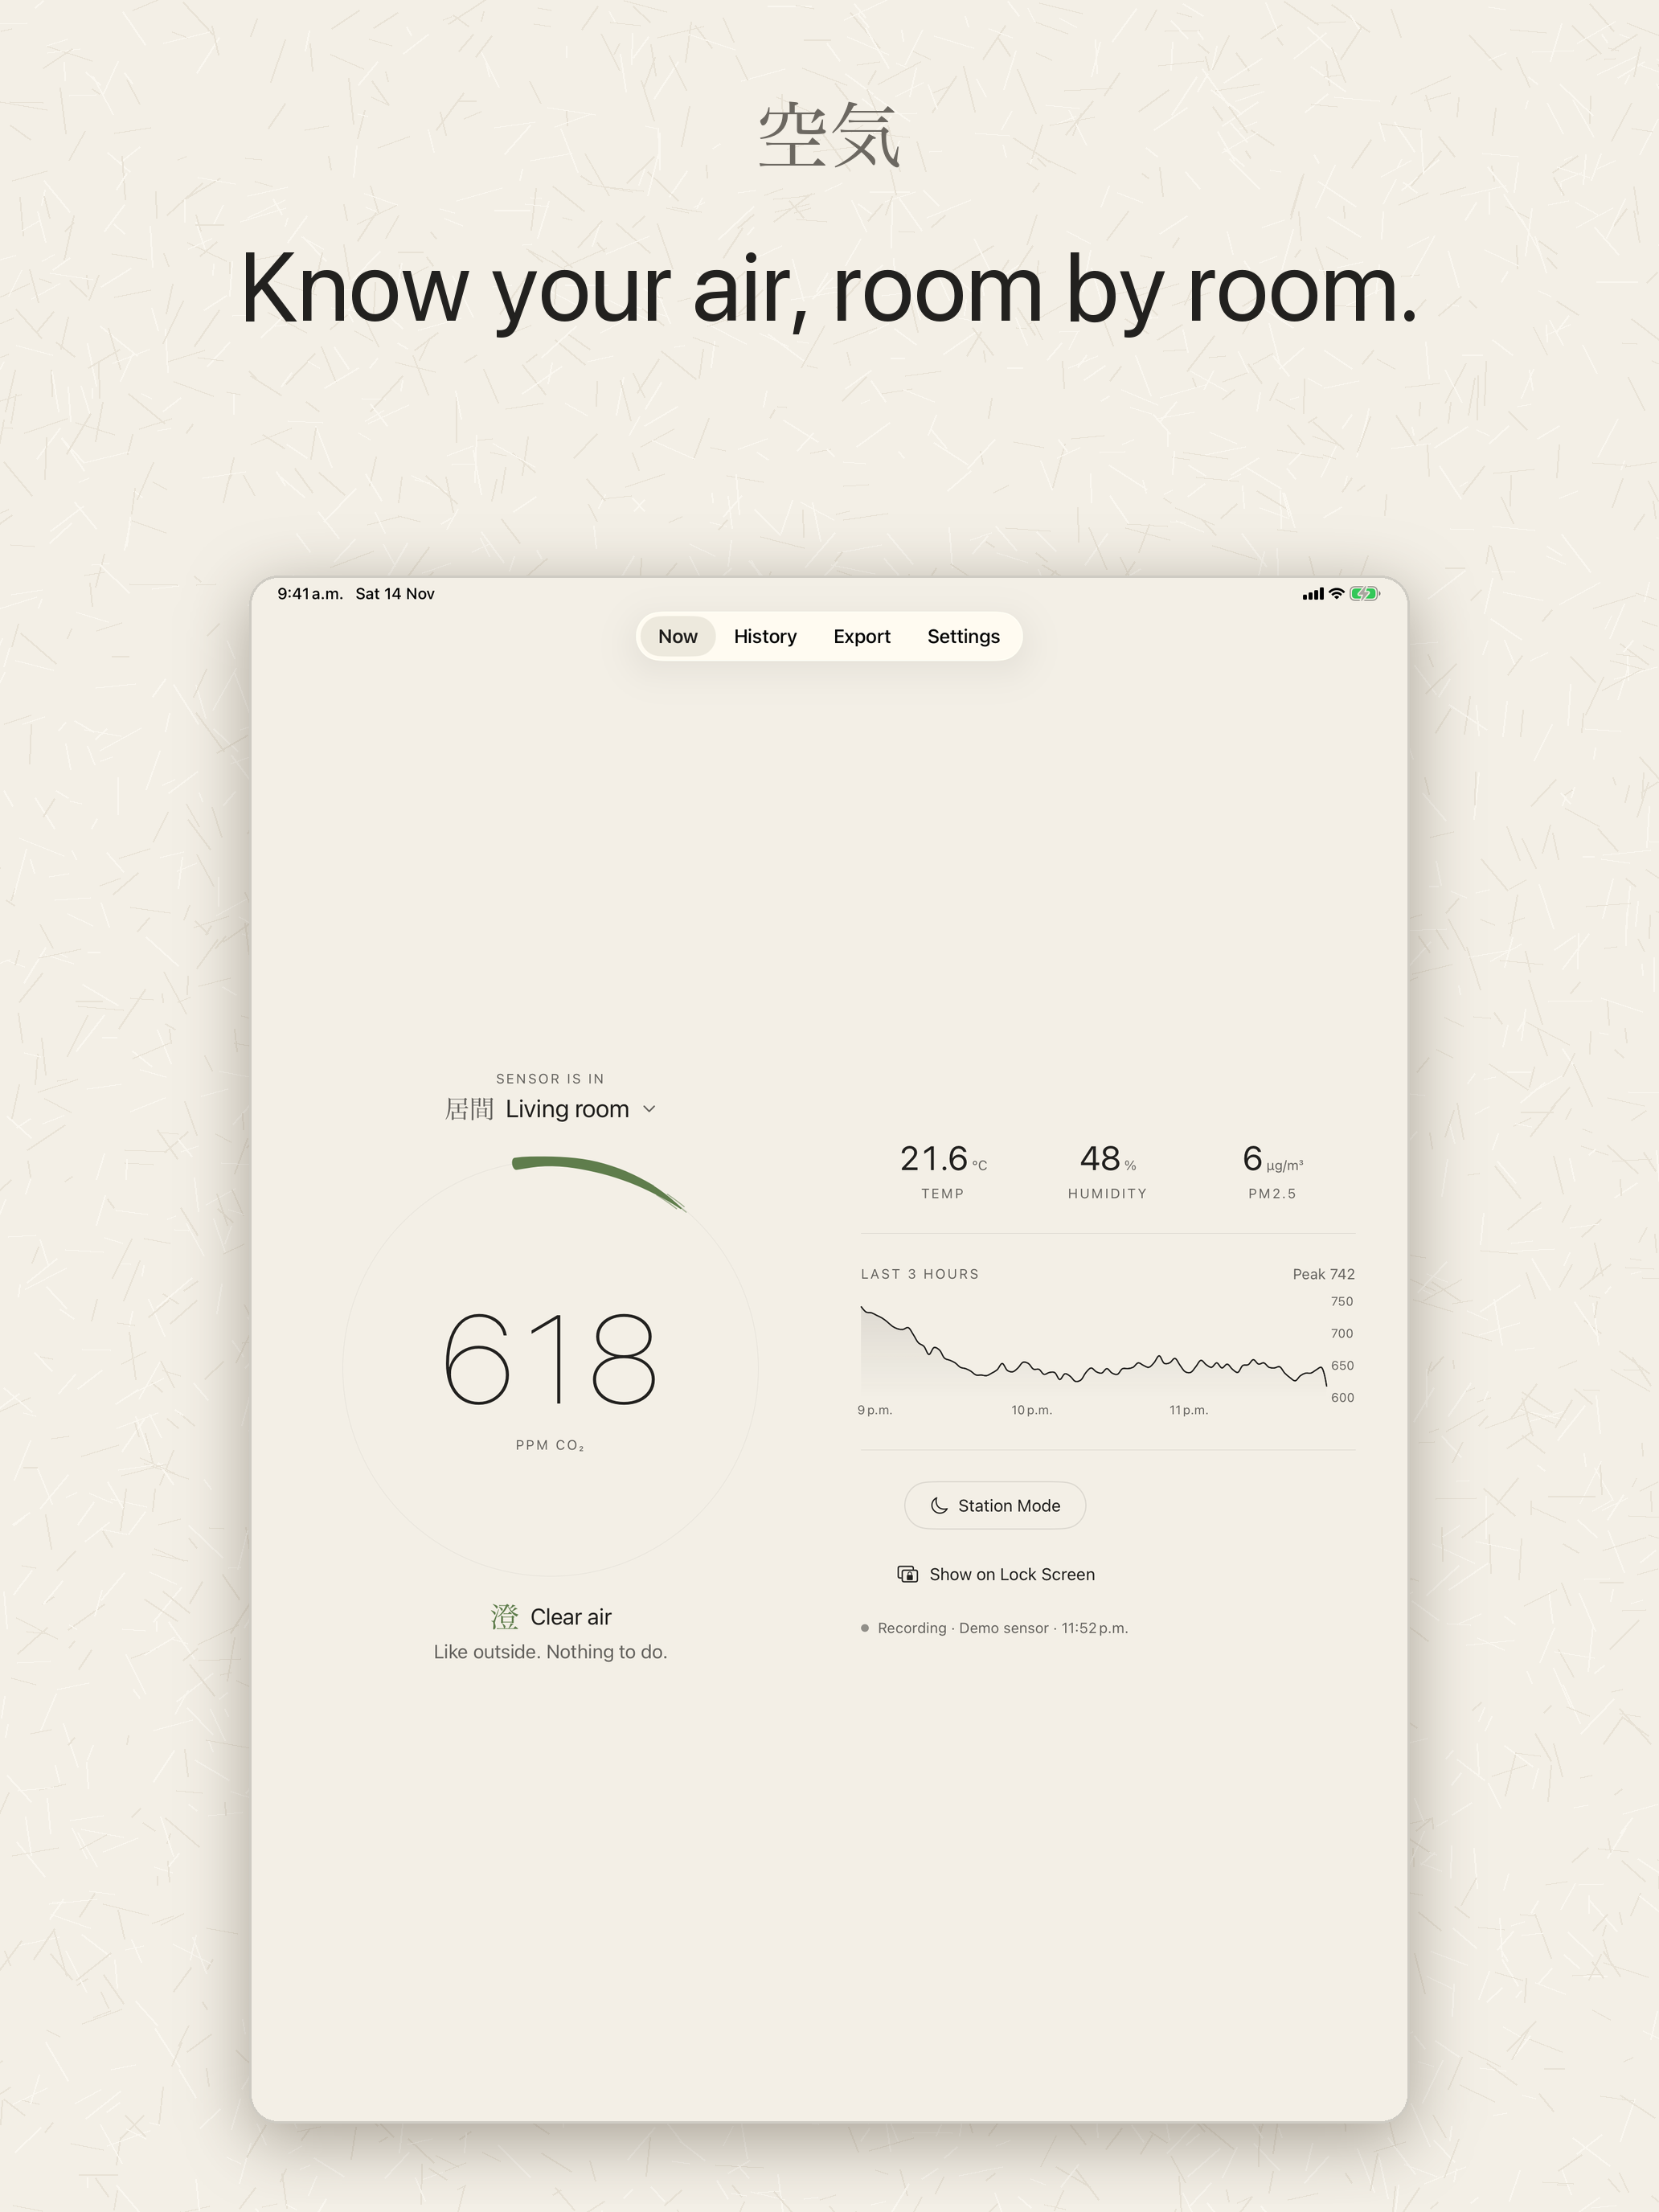 空気
Know your air, room by room.
9:41 a.m. Sat 14 Nov
Now History Export Settings
SENSOR IS IN
居間 Living room
618
PPM CO₂
澄 Clear air
Like outside. Nothing to do.
21.6 °C 48 % 6 µg/m³
TEMP HUMIDITY PM2.5
LAST 3 HOURS Peak 742
750
700
650
600
9 p.m. 10 p.m. 11 p.m.
Station Mode
Show on Lock Screen
Recording · Demo sensor · 11:52 p.m.